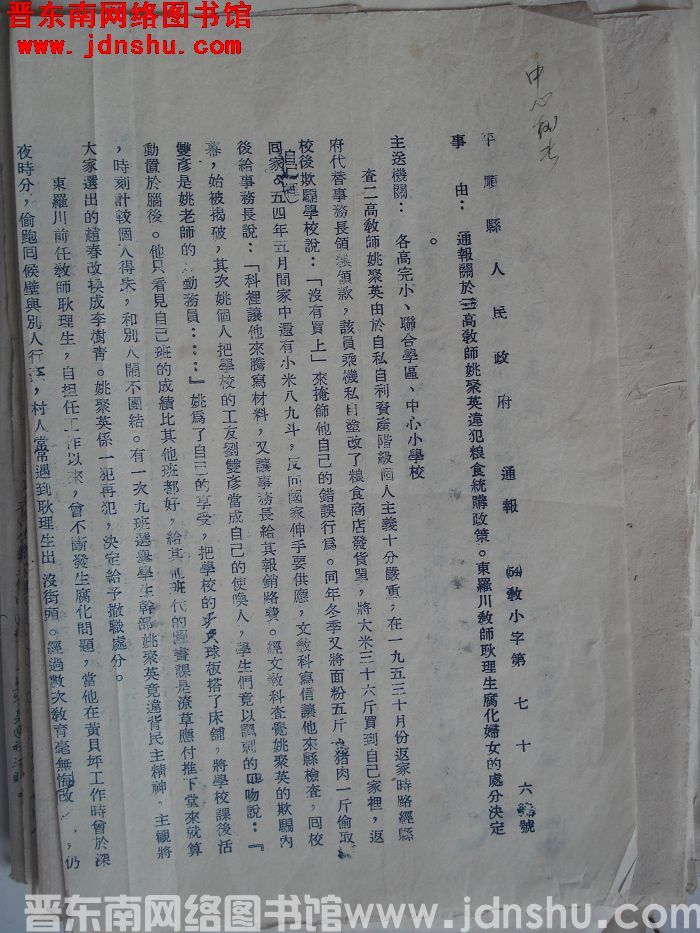 晋东南网络图书馆
www.jdnshu.com
中心
平順縣人民政府　通報　(54)教小字第七十六號
事由：通報關於二高教師姚聚英違犯粮食統購政策。東羅川教師耿理生腐化婦女的處分決定
。
主送機關：各高完小、聯合學區、中心小學校
查二高教師姚聚英由於自私自利資產階級個人主義十分嚴重，在一九五三十月份返家時路經縣
府代替事務長領粮領款，該員乘機私自塗改了粮食商店發貨單，將大米三十六斤買到自己家裡，返
校後欺騙學校說：「沒有買上」來掩飾他自己的錯誤行爲。同年冬季又將面粉五斤猪肉一斤偷取
回家。五四年五月間家中還有小米八九斗，反向國家伸手要供應，文教科寫信讓他來縣檢查，回校
自己
後給事務長說：「科裡讓他來騰寫材料，又讓事務長給其報銷路費。經文教科查覺姚聚英的欺騙內
幕，始被揭破，其次姚個人把學校的工友劉雙彥當成自己的使喚人，學生們竟以諷刺的口吻說：『
雙彥是姚老師的勤務員……』姚爲了自己的享受，把學校的球板搭了床舖，將學校課後活
動置於腦後。他只看見自己班的成績比其他班都好，給其他班代的圖畫課是潦草應付推下堂來就算
，時刻計較個人得失，和別人鬧不團結。有一次九班選舉學生幹部姚聚英竟違背民主精神，主觀將
大家選出的趙春改換成李樹青。姚聚英係一犯再犯，決定給予撤職處分。
東羅川前任教師耿理生，自担任工作以來，曾不斷發生腐化問題，當他在黃貝坪工作時曾於深
夜時分，偷跑回候壁與別人行，村人當常遇到耿理生出沒街頭。經過數次教育毫無悔改，仍
晋东南网络图书馆 www.jdnshu.com